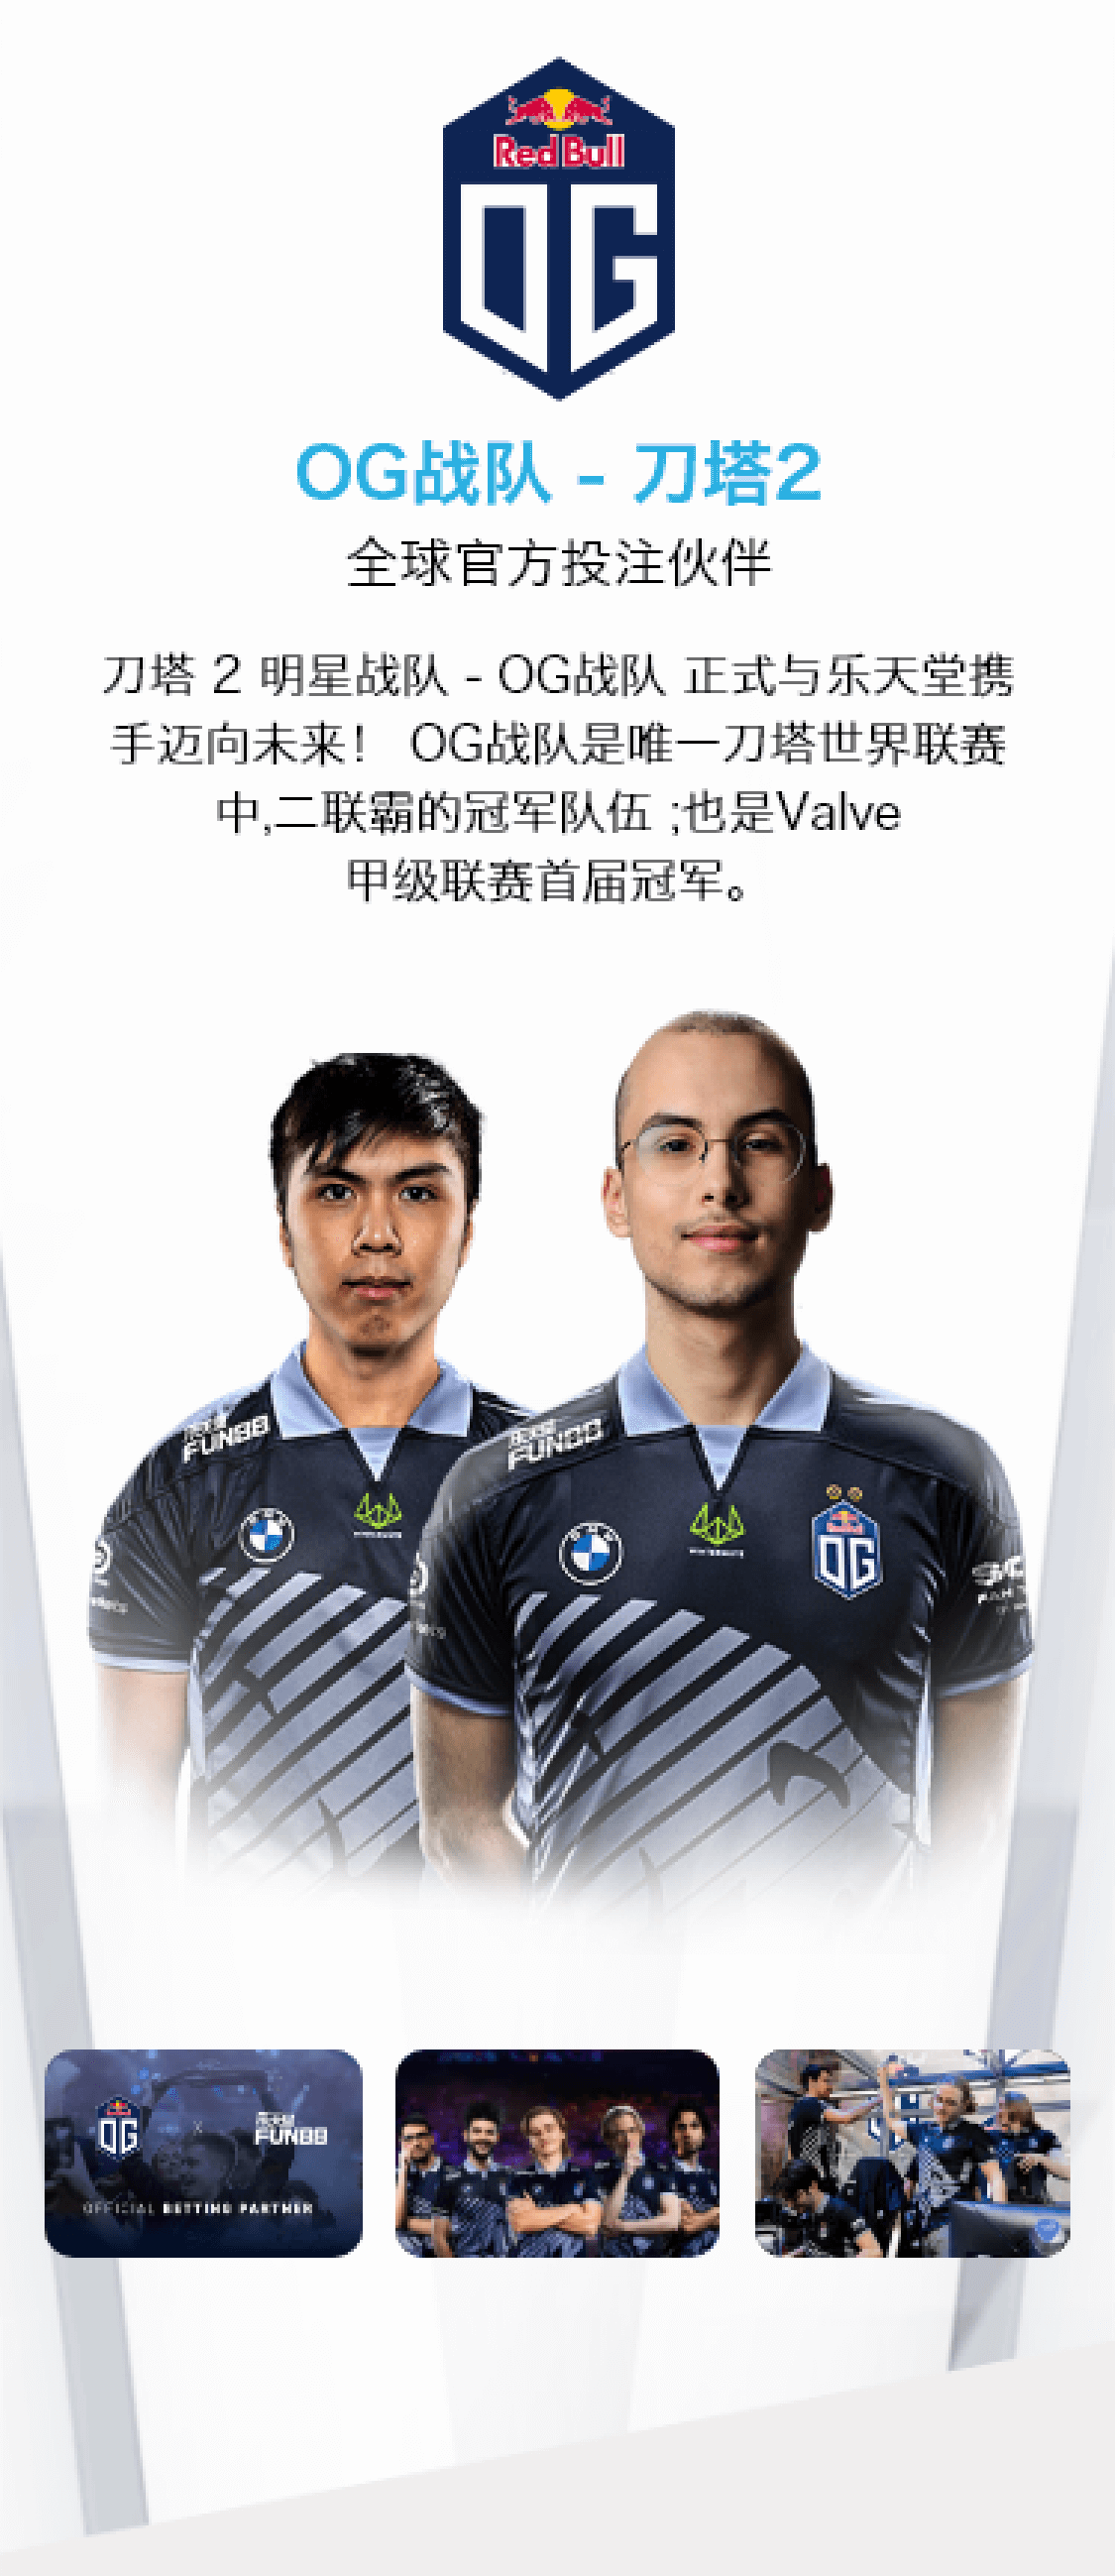 Red Bull
OG
OG战队 - 刀塔2
全球官方投注伙伴
刀塔 2 明星战队 - OG战队 正式与乐天堂携
手迈向未来! OG战队是唯一刀塔世界联赛
中,二联霸的冠军队伍 ;也是Valve
甲级联赛首届冠军。
FUN88
FUN88
OG
OG
X
FUN88
OFFICIAL BETTING PARTNER